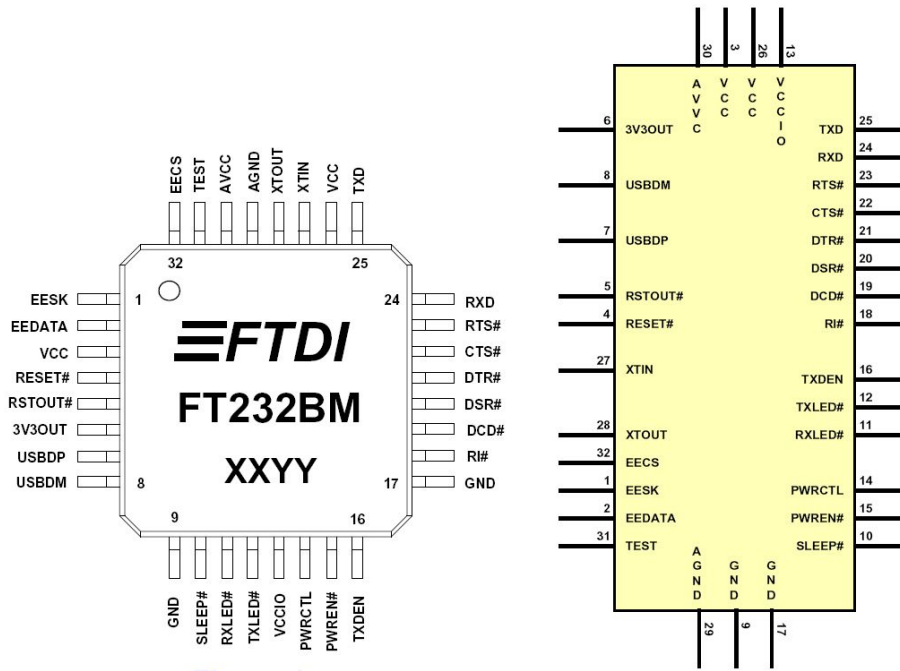 EECS
TEST
AVCC
AGND
XTOUT
XTIN
VCC
TXD
32
25
EESK
1
24
RXD
EEDATA
RTS#
VCC
CTS#
RESET#
DTR#
RSTOUT#
DSR#
3V3OUT
DCD#
USBDP
RI#
USBDM
8
17
GND
FTDI
FT232BM
XXYY
9
16
GND
SLEEP#
RXLED#
TXLED#
VCCIO
PWRCTL
PWREN#
TXDEN
30
3
26
13
AVVC
VCC
VCC
VCCIO
6
3V3OUT
TXD
25
RXD
24
8
USBDM
RTS#
23
CTS#
22
7
USBDP
DTR#
21
DSR#
20
5
RSTOUT#
DCD#
19
4
RESET#
RI#
18
27
XTIN
TXDEN
16
TXLED#
12
28
XTOUT
RXLED#
11
32
EECS
1
EESK
PWRCTL
14
2
EEDATA
PWREN#
15
31
TEST
SLEEP#
10
AGND
GND
GND
29
9
17